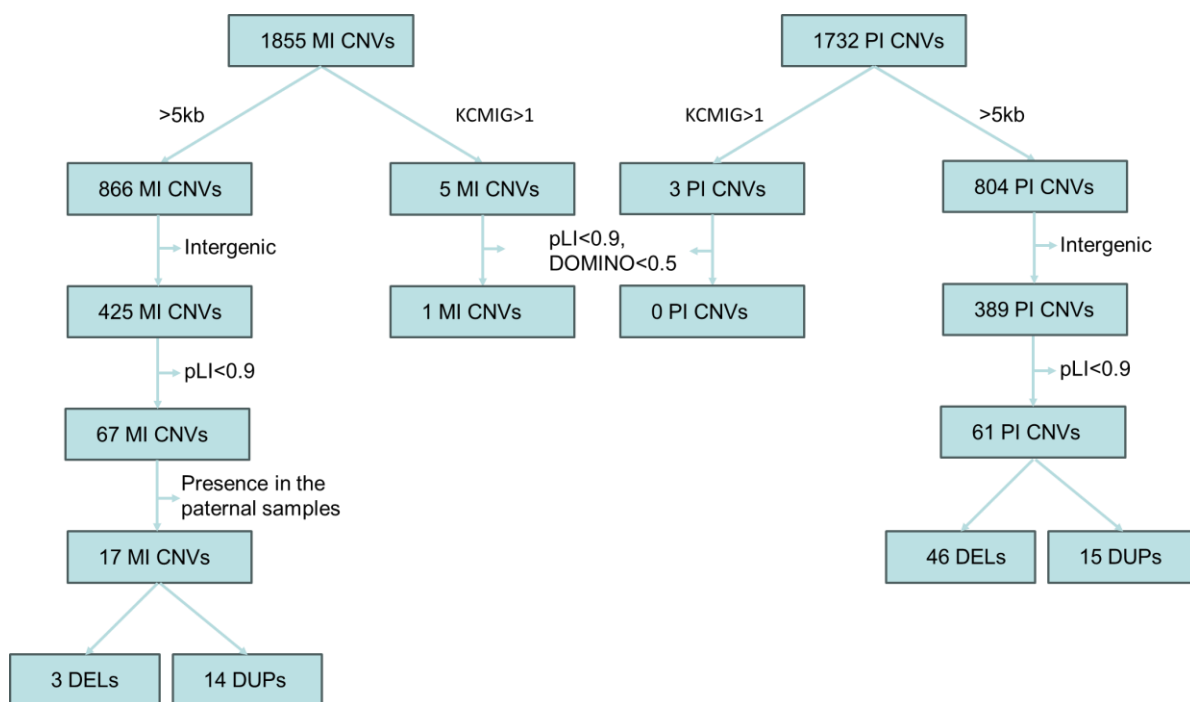 1855 MI CNVs
1732 PI CNVs
>5kb
KCMIG>1
KCMIG>1
>5kb
866 MI CNVs
5 MI CNVs
3 PI CNVs
804 PI CNVs
Intergenic
pLI<0.9,
DOMINO<0.5
Intergenic
425 MI CNVs
1 MI CNVs
0 PI CNVs
389 PI CNVs
pLI<0.9
pLI<0.9
67 MI CNVs
61 PI CNVs
Presence in the
paternal samples
17 MI CNVs
46 DELs
15 DUPs
3 DELs
14 DUPs